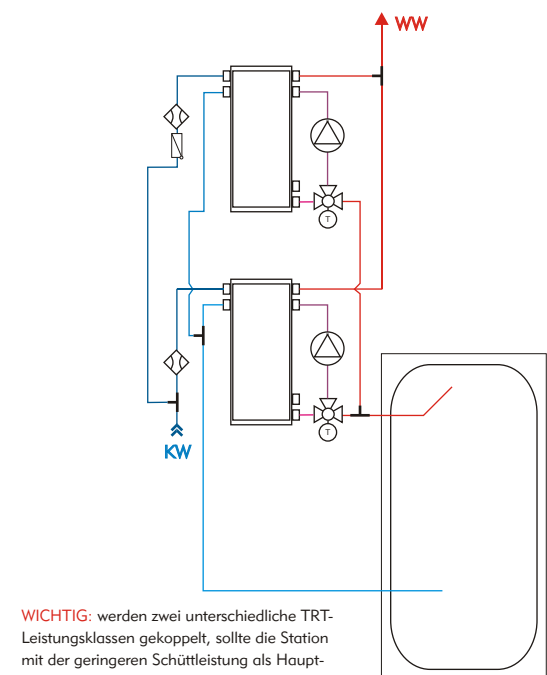 WW
T
T
KW
WICHTIG: werden zwei unterschiedliche TRT-
Leistungsklassen gekoppelt, sollte die Station
mit der geringeren Schüttleistung als Haupt-